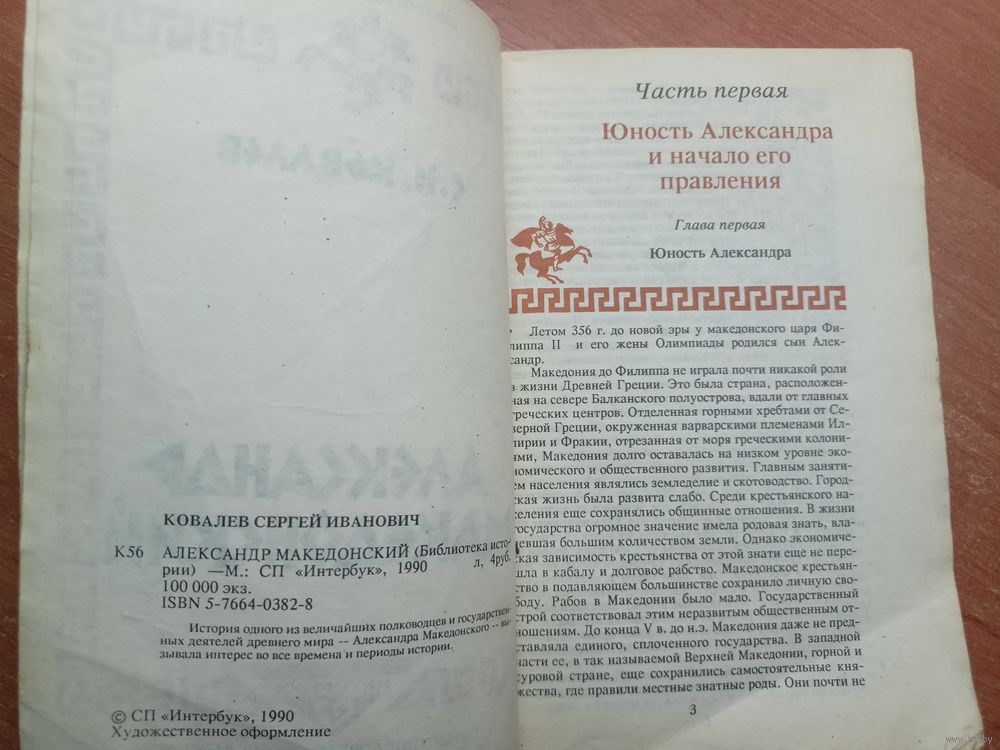 КОВАЛЕВ СЕРГЕЙ ИВАНОВИЧ
К56 АЛЕКСАНДР МАКЕДОНСКИЙ (Библиотека исто-
рии) —М.: СП «Интербук», 1990 л, 4руб.
100 000 экз.
ISBN 5-7664-0382-8
История одного из величайших полководцев и государствен-
ных деятелей древнего мира -- Александра Македонского -- вы-
зывала интерес во все времена и периоды истории.
© СП «Интербук», 1990
Художественное оформление
Часть первая
Юность Александра
и начало его
правления
Глава первая
Юность Александра
Летом 356 г. до новой эры у македонского царя Фи-
липпа II и его жены Олимпиады родился сын Алек-
сандр.
Македония до Филиппа не играла почти никакой роли
в жизни Древней Греции. Это была страна, расположен-
ная на севере Балканского полуострова, вдали от главных
греческих центров. Отделенная горными хребтами от Се-
верной Греции, окруженная варварскими племенами Ил-
лирии и Фракии, отрезанная от моря греческими колони-
ями, Македония долго оставалась на низком уровне эко-
номического и общественного развития. Главным заняти-
ем населения являлись земледелие и скотоводство. Город-
ская жизнь была развита слабо. Среди крестьянского на-
селения еще сохранялись общинные отношения. В жизни
государства огромное значение имела родовая знать, вла-
девшая большим количеством земли. Однако экономиче-
ская зависимость крестьянства от этой знати еще не пере-
шла в кабалу и долговое рабство. Македонское крестьян-
ство в подавляющем большинстве сохранило личную сво-
боду. Рабов в Македонии было мало. Государственный
строй соответствовал этим неразвитым общественным от-
ношениям. До конца V в. до н.э. Македония даже не пред-
ставляла единого, сплоченного государства. В западной
части ее, в так называемой Верхней Македонии, горной и
суровой стране, еще сохранились самостоятельные кня-
жества, где правили местные знатные роды. Они почти не
3